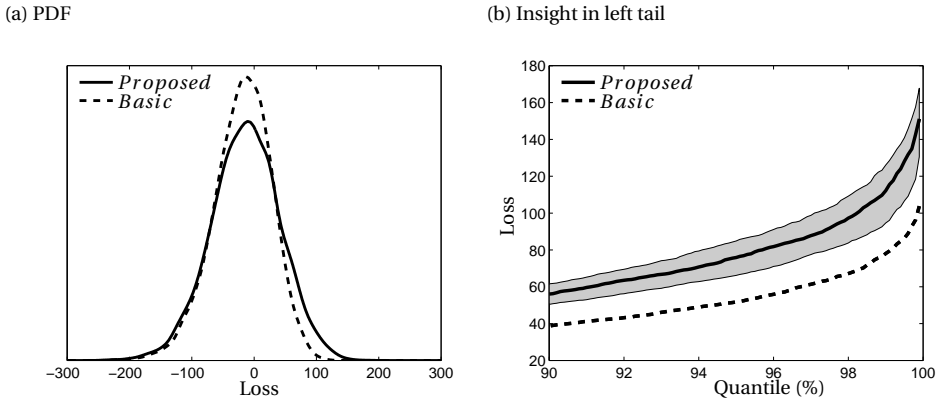 (a) PDF
Proposed
Basic
−300 −200 −100 0 100 200 300
Loss
(b) Insight in left tail
180
160
140
120
100
80
60
40
20
Loss
Proposed
Basic
90 92 94 96 98 100
Quantile (%)